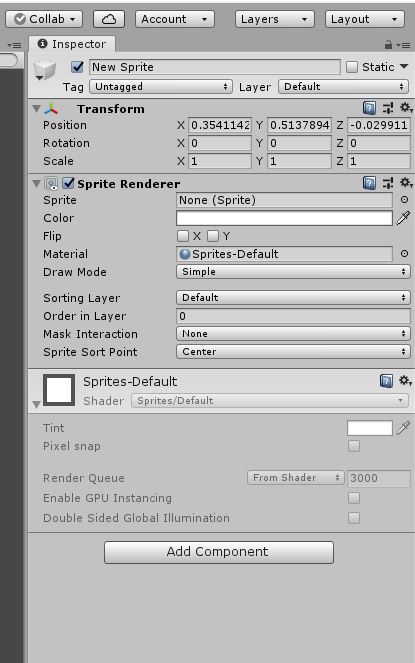 Collab Account Layers Layout
Inspector
New Sprite Static
Tag Untagged Layer Default
Transform
Position X 0.3541142 Y 0.5137894 Z -0.029911
Rotation X 0 Y 0 Z 0
Scale X 1 Y 1 Z 1
Sprite Renderer
Sprite None (Sprite)
Color
Flip X Y
Material Sprites-Default
Draw Mode Simple
Sorting Layer Default
Order in Layer 0
Mask Interaction None
Sprite Sort Point Center
Sprites-Default
Shader Sprites/Default
Tint
Pixel snap
Render Queue From Shader 3000
Enable GPU Instancing
Double Sided Global Illumination
Add Component